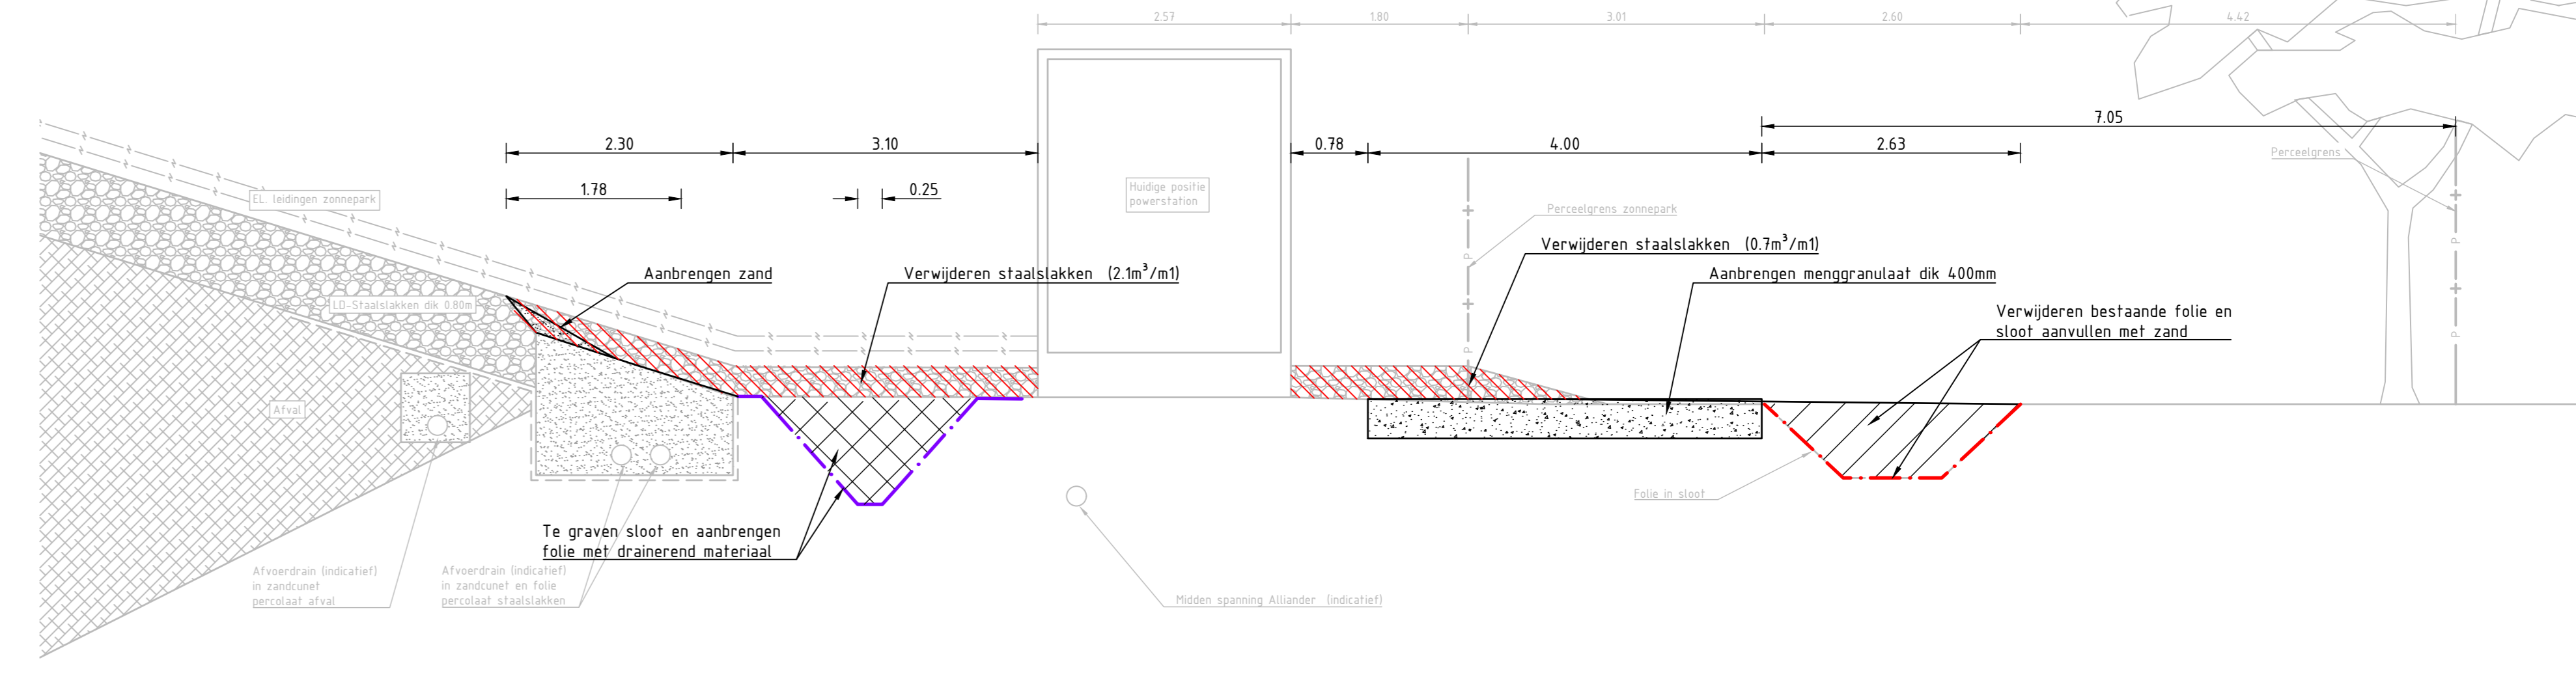 2.57
1.80
3.01
2.60
4.42
7.05
2.30
3.10
0.78
4.00
2.63
1.78
0.25
Perceelgrens
EL. leidingen zonnepark
Huidige positie
powerstation
Perceelgrens zonnepark
Verwijderen staalslakken (0.7m³/m1)
Aanbrengen zand
Verwijderen staalslakken (2.1m³/m1)
Aanbrengen menggranulaat dik 400mm
LD-Staalslakken dik 0.80m
Verwijderen bestaande folie en
sloot aanvullen met zand
P
P
P
P
Afval
Folie in sloot
Te graven sloot en aanbrengen
folie met drainerend materiaal
Afvoerdrain (indicatief)
in zandcunet
percolaat afval
Afvoerdrain (indicatief)
in zandcunet en folie
percolaat staalslakken
Midden spanning Alliander (indicatief)